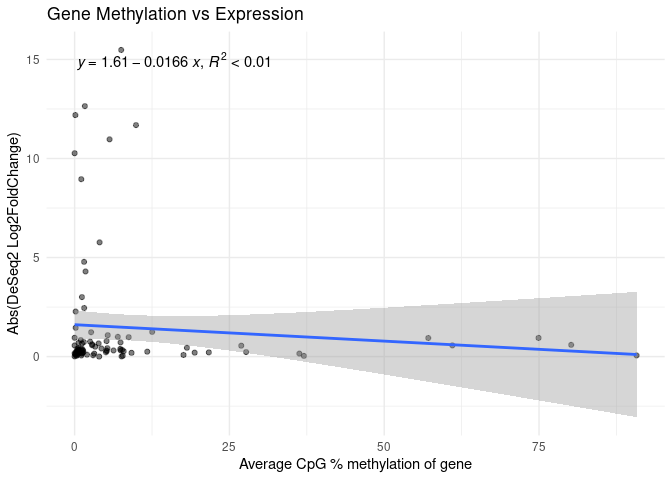 Gene Methylation vs Expression
y = 1.61 – 0.0166 x, R² < 0.01
15
10
5
0
Abs(DeSeq2 Log2FoldChange)
0 25 50 75
Average CpG % methylation of gene